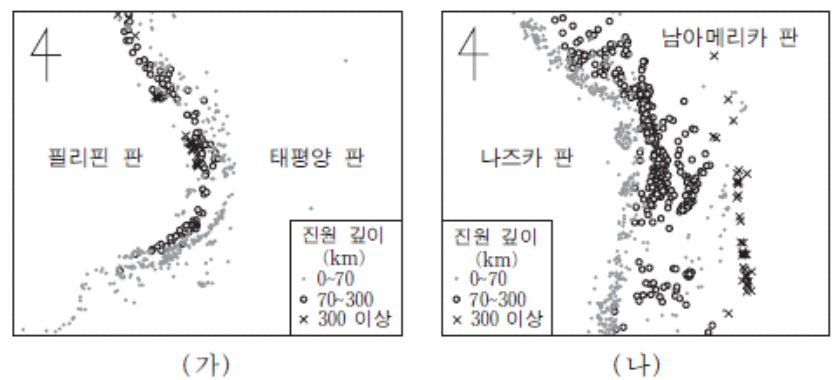 필리핀 판
태평양 판
진원 깊이
(km)
0~70
70~300
300 이상
(가)
남아메리카 판
나즈카 판
진원 깊이
(km)
0~70
70~300
300 이상
(나)